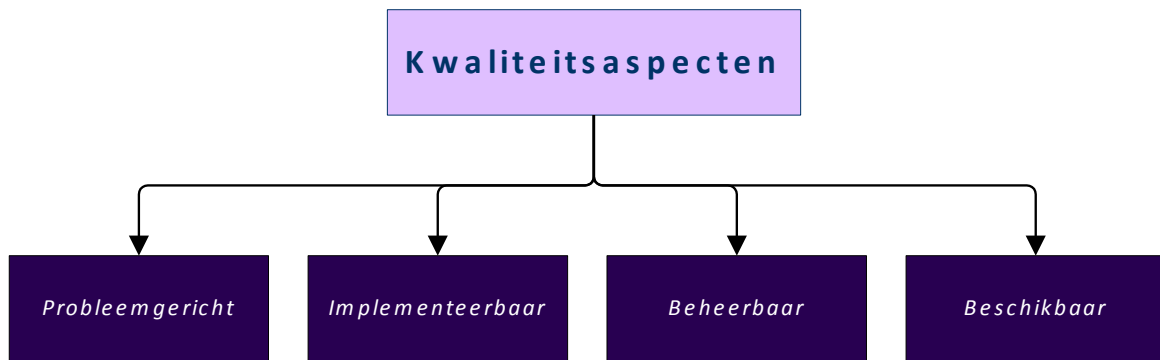 Kwaliteitsaspecten
Probleemgericht
Implementeerbaar
Beheerbaar
Beschikbaar